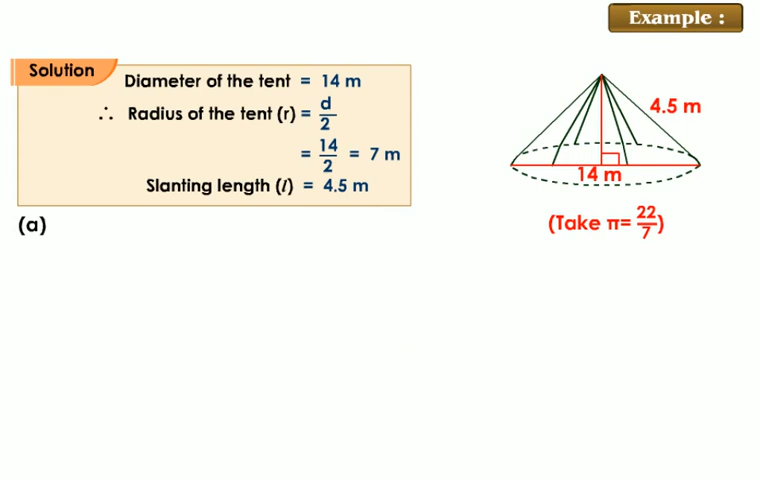 Example :
Solution
Diameter of the tent = 14 m
∴ Radius of the tent (r) = d/2
= 14/2 = 7 m
Slanting length (l) = 4.5 m
(a)
4.5 m
14 m
(Take π= 22/7)